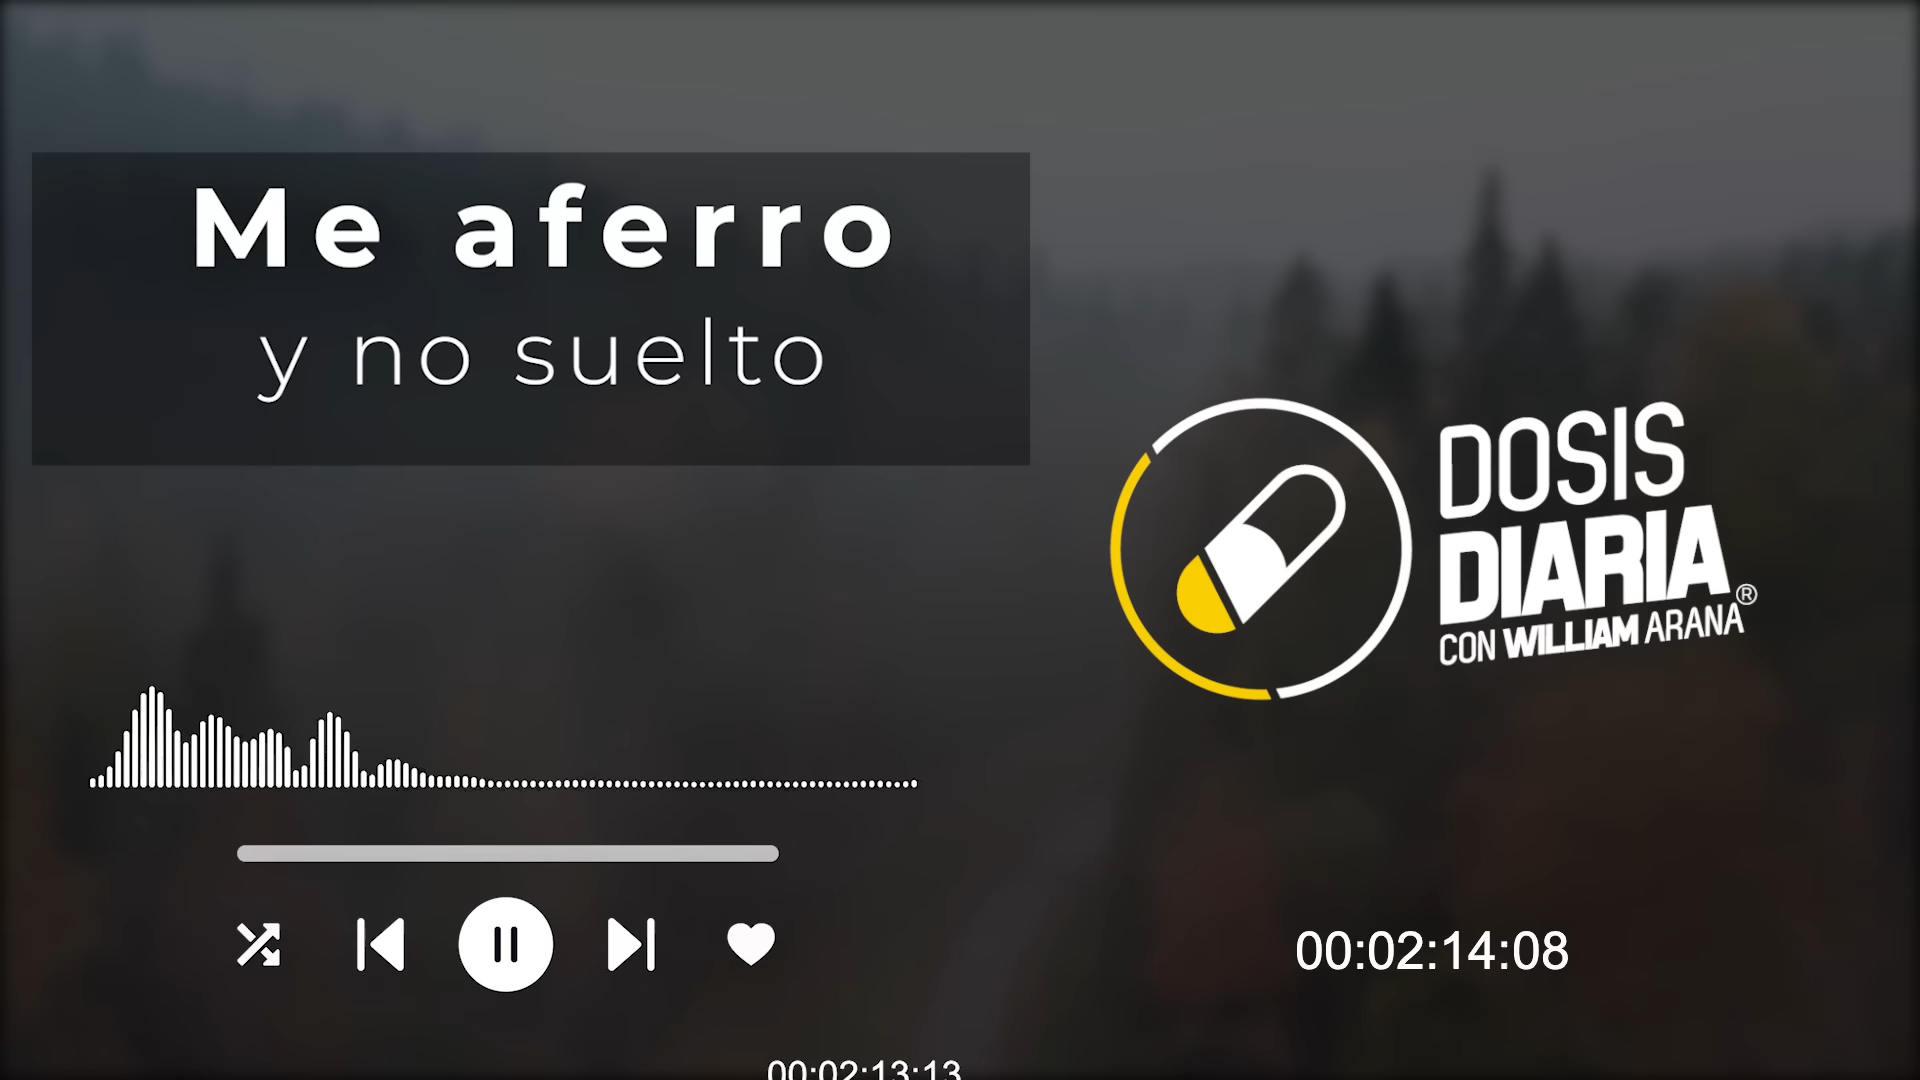 Me aferro
y no suelto
DOSIS
DIARIA®
CON WILLIAM ARANA
00:02:14:08
00:02:13:13